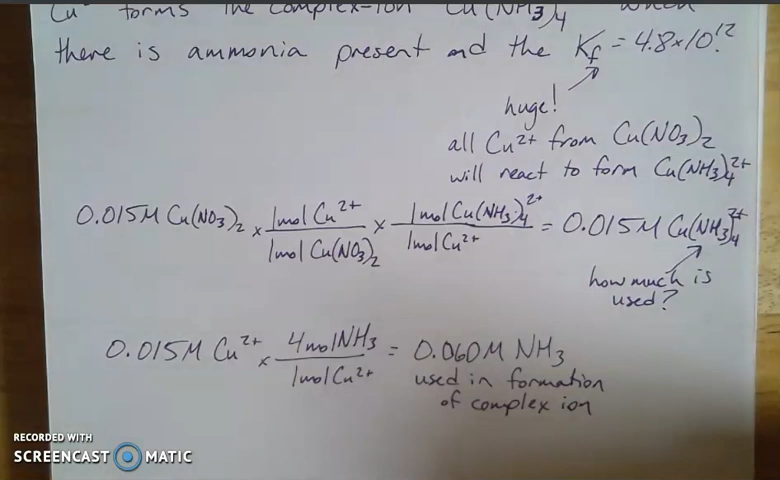 Cu forms the complex-ion Cu(NH3)4 when
there is ammonia present and the Kf = 4.8x10^12.
huge!
all Cu2+ from Cu(NO3)2
will react to form Cu(NH3)4^2+
0.015M Cu(NO3)2 x 1mol Cu2+ / 1mol Cu(NO3)2 x 1mol Cu(NH3)4^2+ / 1mol Cu2+ = 0.015M Cu(NH3)4^2+
how much is
used?
0.015M Cu2+ x 4mol NH3 / 1mol Cu2+ = 0.060M NH3
used in formation
of complex ion
RECORDED WITH
SCREENCAST MATIC